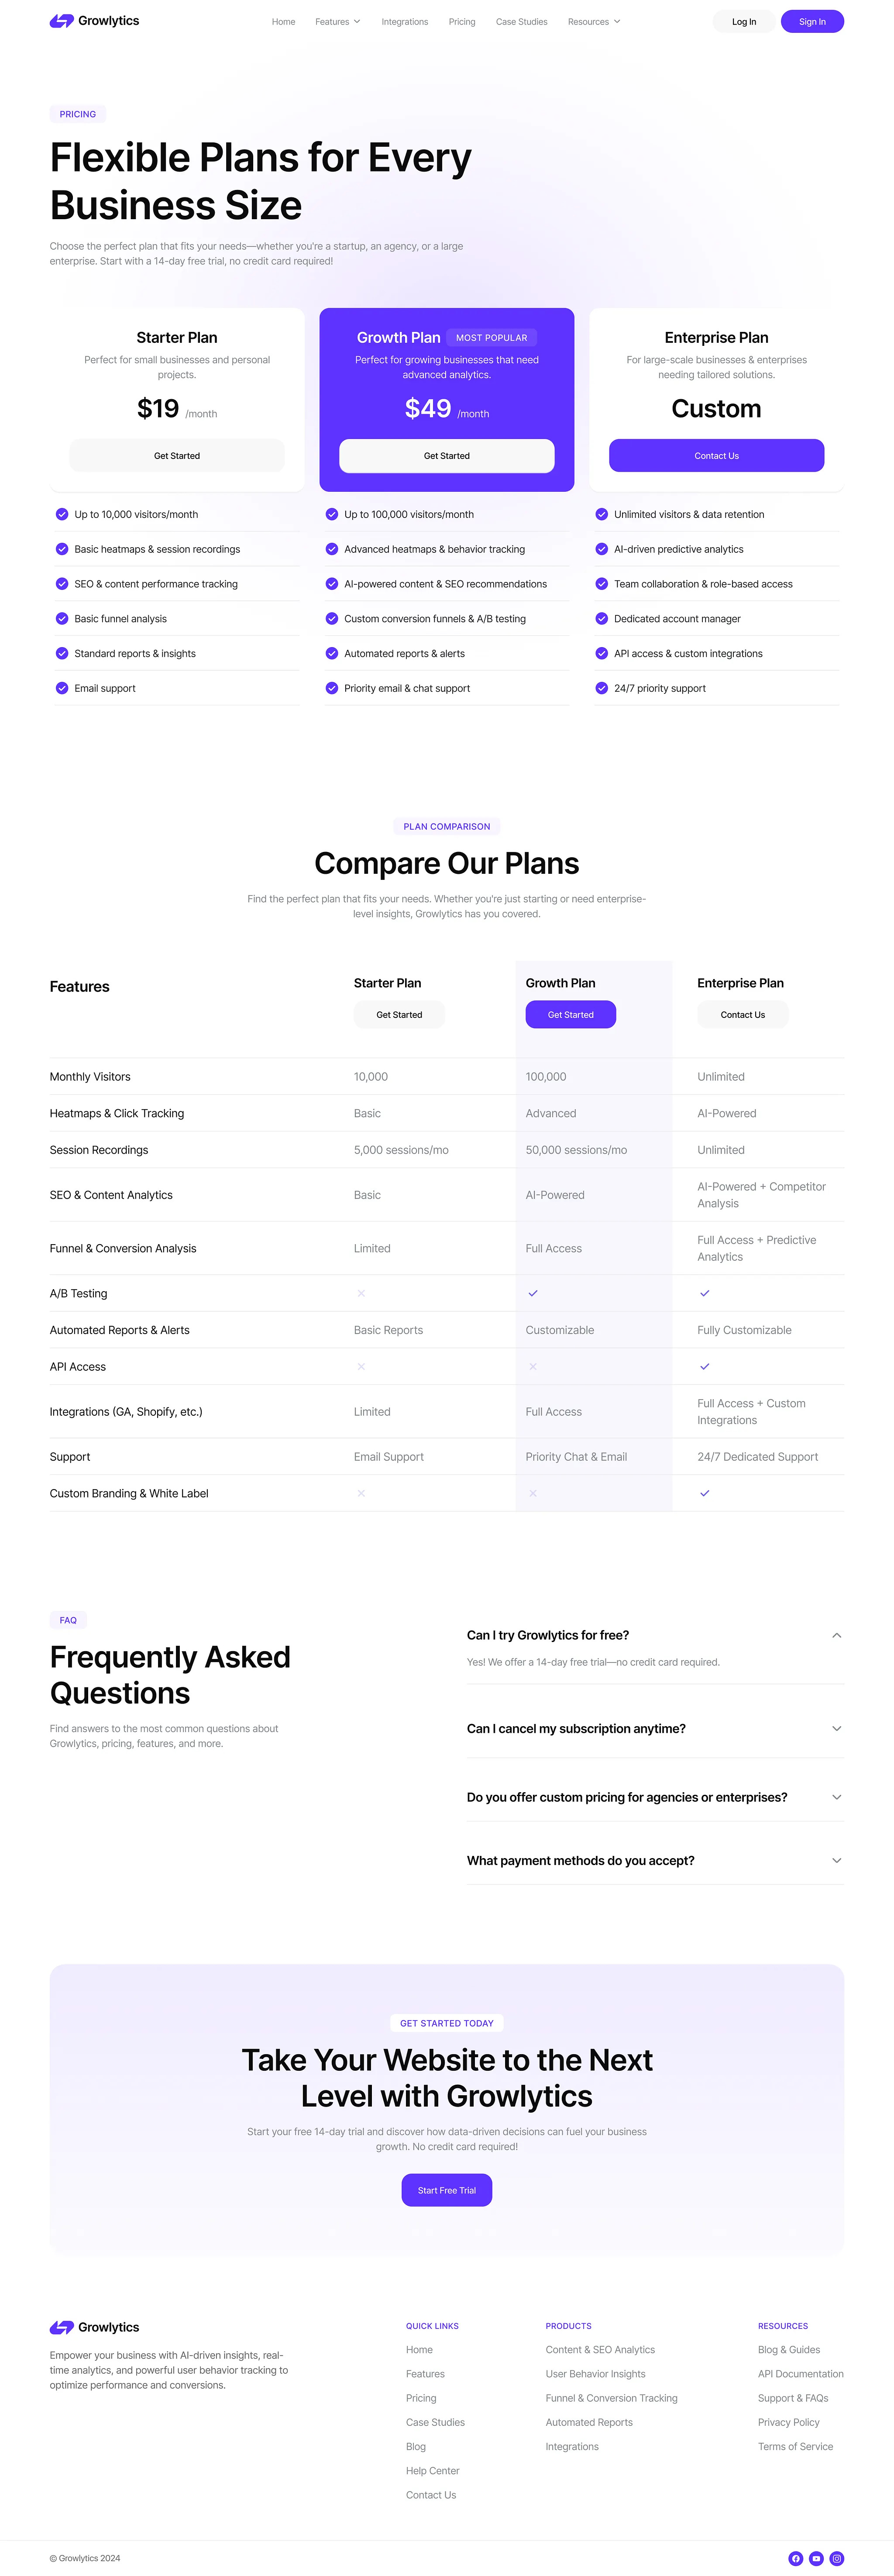 Growlytics
Home
Features
Integrations
Pricing
Case Studies
Resources
Log In
Sign In
PRICING
Flexible Plans for Every
Business Size
Choose the perfect plan that fits your needs—whether you're a startup, an agency, or a large
enterprise. Start with a 14-day free trial, no credit card required!
Starter Plan
Perfect for small businesses and personal
projects.
$19 /month
Get Started
Up to 10,000 visitors/month
Basic heatmaps & session recordings
SEO & content performance tracking
Basic funnel analysis
Standard reports & insights
Email support
Growth Plan MOST POPULAR
Perfect for growing businesses that need
advanced analytics.
$49 /month
Get Started
Up to 100,000 visitors/month
Advanced heatmaps & behavior tracking
AI-powered content & SEO recommendations
Custom conversion funnels & A/B testing
Automated reports & alerts
Priority email & chat support
Enterprise Plan
For large-scale businesses & enterprises
needing tailored solutions.
Custom
Contact Us
Unlimited visitors & data retention
AI-driven predictive analytics
Team collaboration & role-based access
Dedicated account manager
API access & custom integrations
24/7 priority support
PLAN COMPARISON
Compare Our Plans
Find the perfect plan that fits your needs. Whether you're just starting or need enterprise-
level insights, Growlytics has you covered.
Features
Starter Plan
Get Started
Growth Plan
Get Started
Enterprise Plan
Contact Us
Monthly Visitors
10,000
100,000
Unlimited
Heatmaps & Click Tracking
Basic
Advanced
AI-Powered
Session Recordings
5,000 sessions/mo
50,000 sessions/mo
Unlimited
SEO & Content Analytics
Basic
AI-Powered
AI-Powered + Competitor
Analysis
Funnel & Conversion Analysis
Limited
Full Access
Full Access + Predictive
Analytics
A/B Testing
Automated Reports & Alerts
Basic Reports
Customizable
Fully Customizable
API Access
Integrations (GA, Shopify, etc.)
Limited
Full Access
Full Access + Custom
Integrations
Support
Email Support
Priority Chat & Email
24/7 Dedicated Support
Custom Branding & White Label
FAQ
Frequently Asked
Questions
Find answers to the most common questions about
Growlytics, pricing, features, and more.
Can I try Growlytics for free?
Yes! We offer a 14-day free trial—no credit card required.
Can I cancel my subscription anytime?
Do you offer custom pricing for agencies or enterprises?
What payment methods do you accept?
GET STARTED TODAY
Take Your Website to the Next
Level with Growlytics
Start your free 14-day trial and discover how data-driven decisions can fuel your business
growth. No credit card required!
Start Free Trial
Growlytics
Empower your business with AI-driven insights, real-
time analytics, and powerful user behavior tracking to
optimize performance and conversions.
QUICK LINKS
Home
Features
Pricing
Case Studies
Blog
Help Center
Contact Us
PRODUCTS
Content & SEO Analytics
User Behavior Insights
Funnel & Conversion Tracking
Automated Reports
Integrations
RESOURCES
Blog & Guides
API Documentation
Support & FAQs
Privacy Policy
Terms of Service
© Growlytics 2024